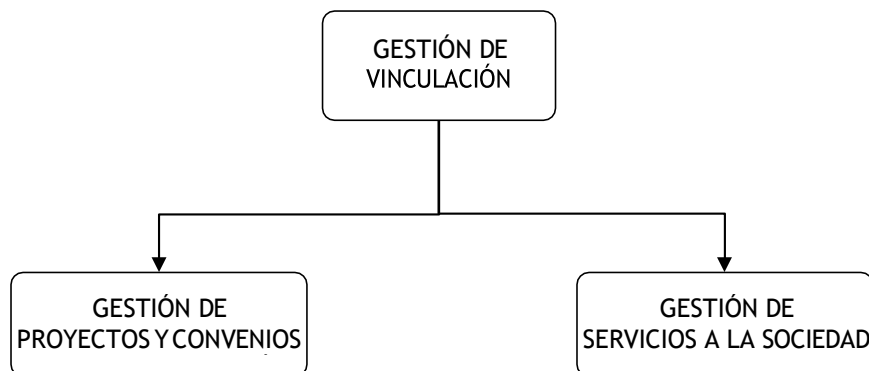 GESTIÓN DE
VINCULACIÓN
GESTIÓN DE
PROYECTOS Y CONVENIOS
GESTIÓN DE
SERVICIOS A LA SOCIEDAD